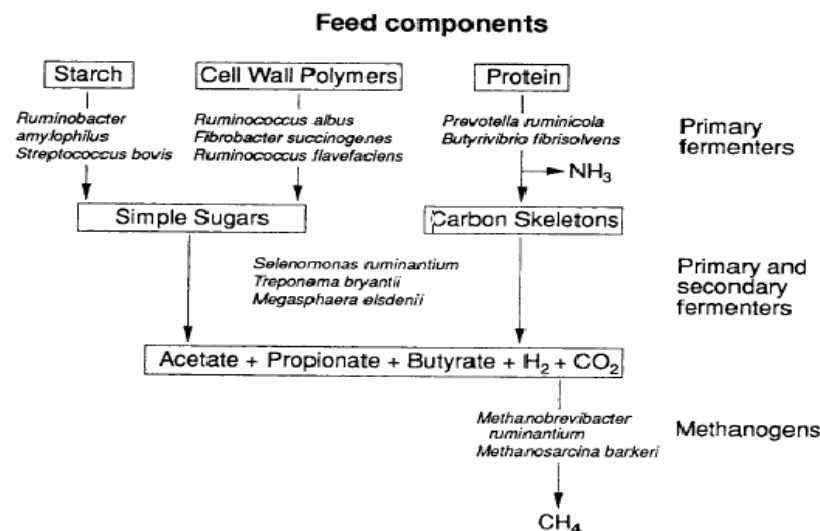 Feed components
Starch
Cell Wall Polymers
Protein
Ruminobacter
amylophilus
Streptococcus bovis
Ruminococcus albus
Fibrobacter succinogenes
Ruminococcus flavefaciens
Prevotella ruminicola
Butyrivibrio fibrisolvens
Primary
fermenters
NH₃
Simple Sugars
Carbon Skeletons
Selenomonas ruminantium
Treponema bryantii
Megasphaera elsdenii
Primary and
secondary
fermenters
Acetate + Propionate + Butyrate + H₂ + CO₂
Methanobrevibacter
ruminantium
Methanosarcina barkeri
Methanogens
CH₄